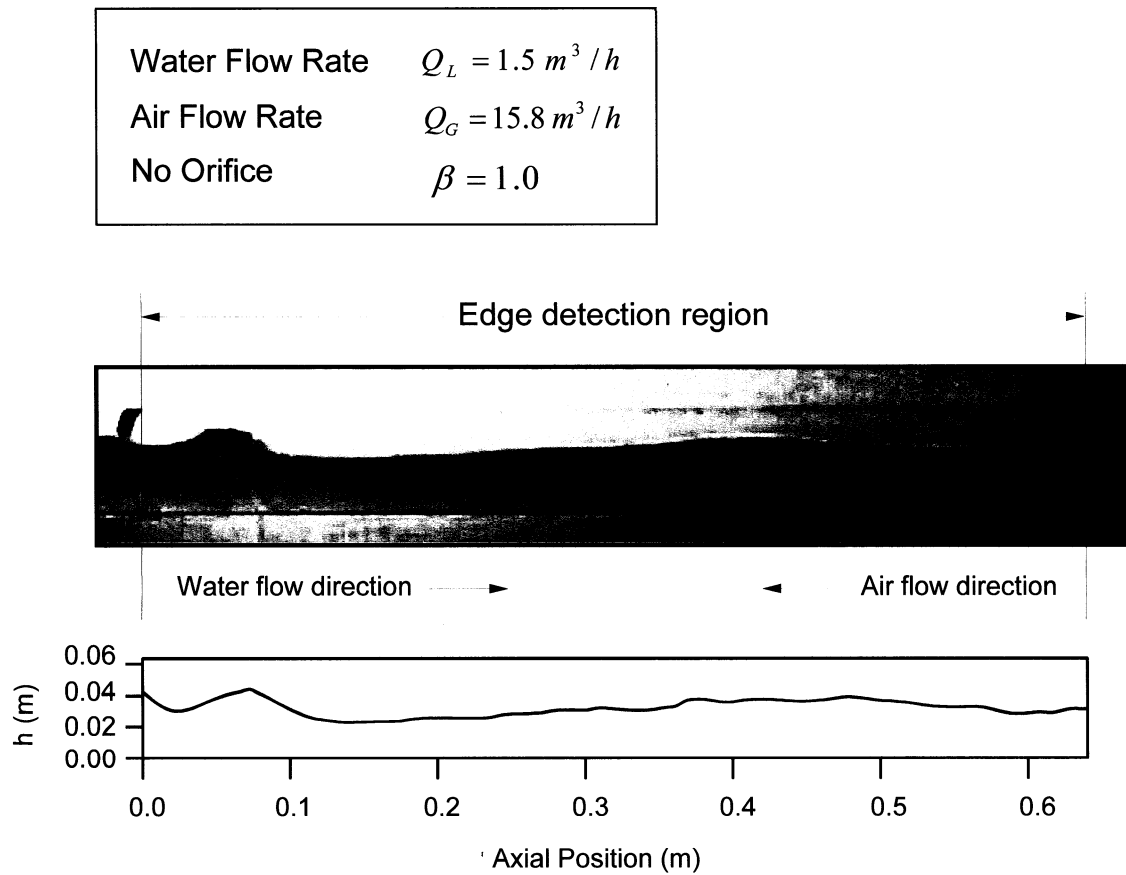 Water Flow Rate Q_L = 1.5 m³ / h
Air Flow Rate Q_G = 15.8 m³ / h
No Orifice β = 1.0
Edge detection region
Water flow direction Air flow direction
0.06
0.04
0.02
0.00
h (m)
0.0 0.1 0.2 0.3 0.4 0.5 0.6
Axial Position (m)